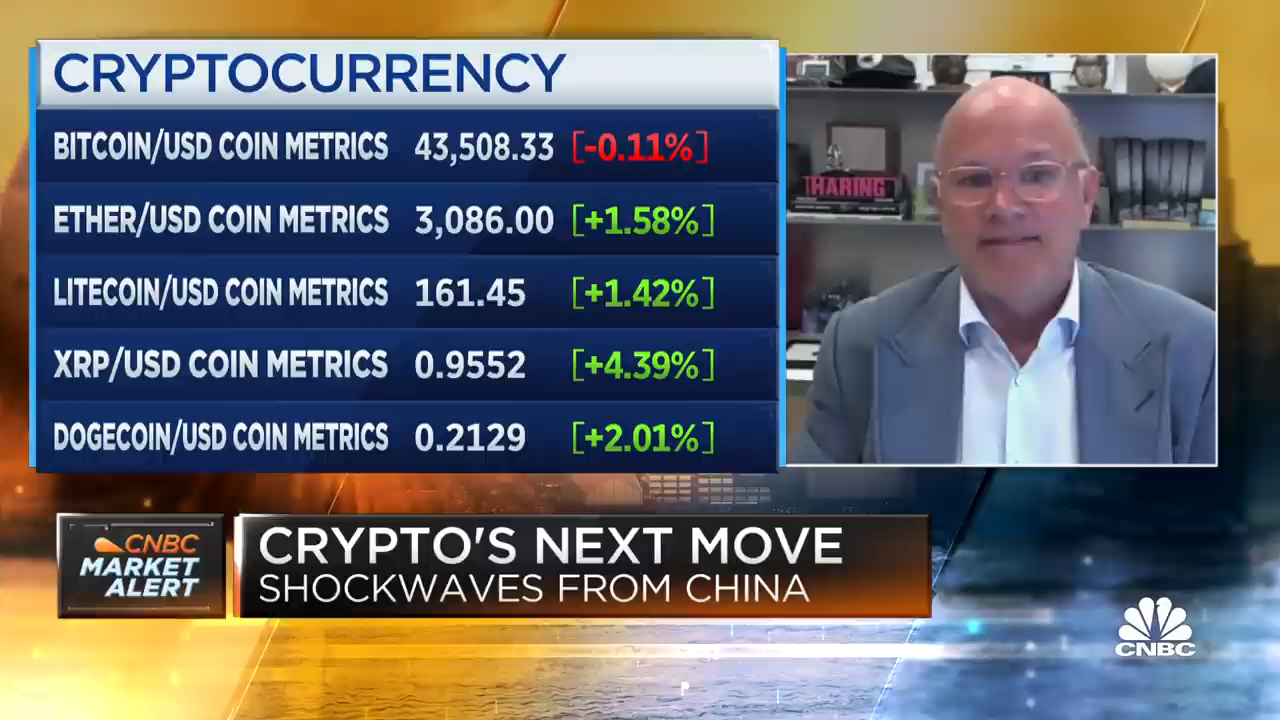 CRYPTOCURRENCY
BITCOIN/USD COIN METRICS 43,508.33 [-0.11%]
ETHER/USD COIN METRICS 3,086.00 [+1.58%]
LITECOIN/USD COIN METRICS 161.45 [+1.42%]
XRP/USD COIN METRICS 0.9552 [+4.39%]
DOGECOIN/USD COIN METRICS 0.2129 [+2.01%]
HARING
CNBC
MARKET
ALERT
CRYPTO'S NEXT MOVE
SHOCKWAVES FROM CHINA
CNBC